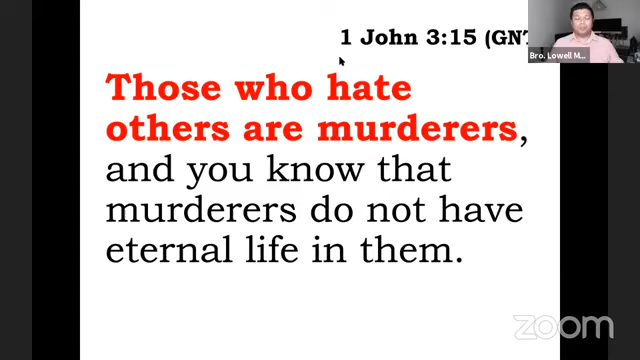 1 John 3:15 (GNT
Bro. Lowell M...
Those who hate
others are murderers,
and you know that
murderers do not have
eternal life in them.
zoom